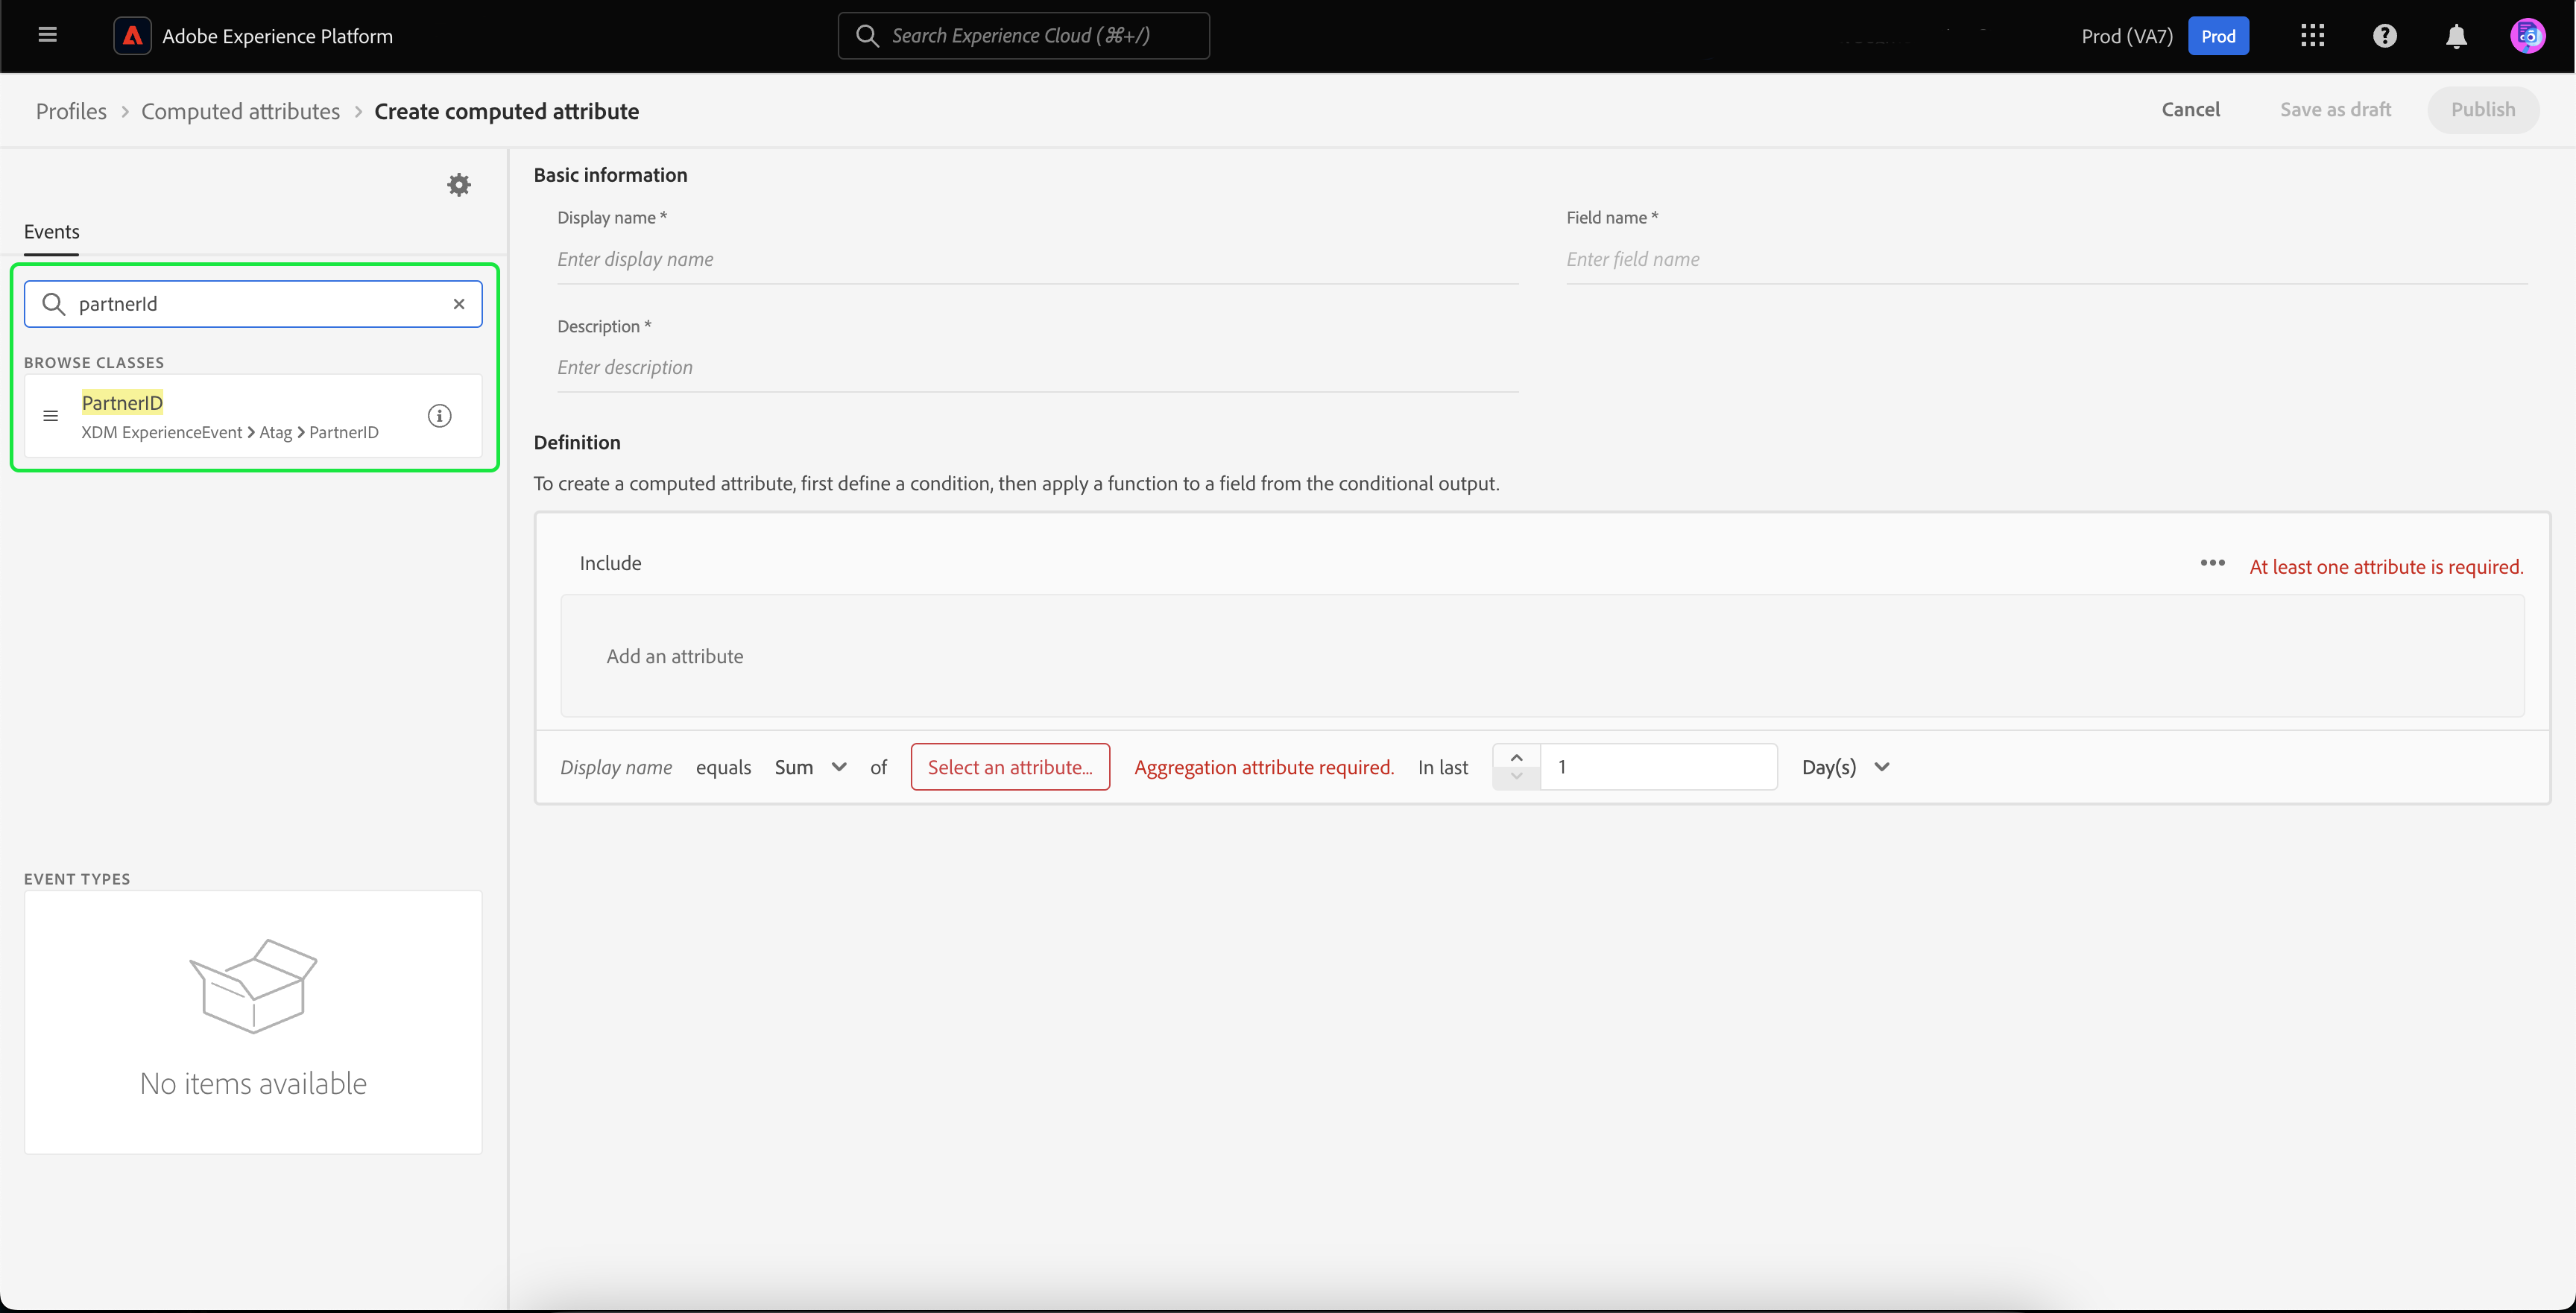 Adobe Experience Platform
Search Experience Cloud (⌘+/)
Prod (VA7) Prod
Profiles > Computed attributes > Create computed attribute
Cancel Save as draft Publish
Events
partnerId
BROWSE CLASSES
PartnerID
XDM ExperienceEvent > Atag > PartnerID
EVENT TYPES
No items available
Basic information
Display name * Field name *
Enter display name Enter field name
Description *
Enter description
Definition
To create a computed attribute, first define a condition, then apply a function to a field from the conditional output.
Include ••• At least one attribute is required.
Add an attribute
Display name equals Sum of Select an attribute... Aggregation attribute required. In last 1 Day(s)